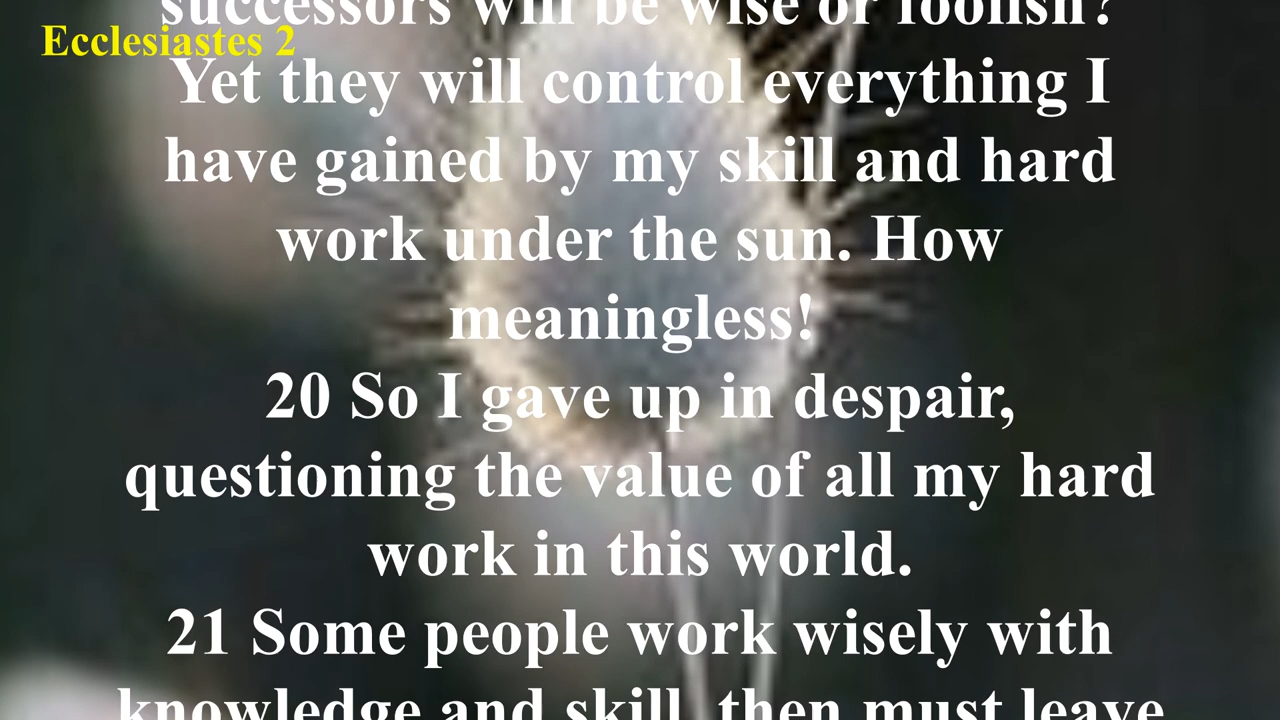 successors will be wise or foolish?
Ecclesiastes 2
Yet they will control everything I
have gained by my skill and hard
work under the sun. How
meaningless!
20 So I gave up in despair,
questioning the value of all my hard
work in this world.
21 Some people work wisely with
knowledge and skill, then must leave